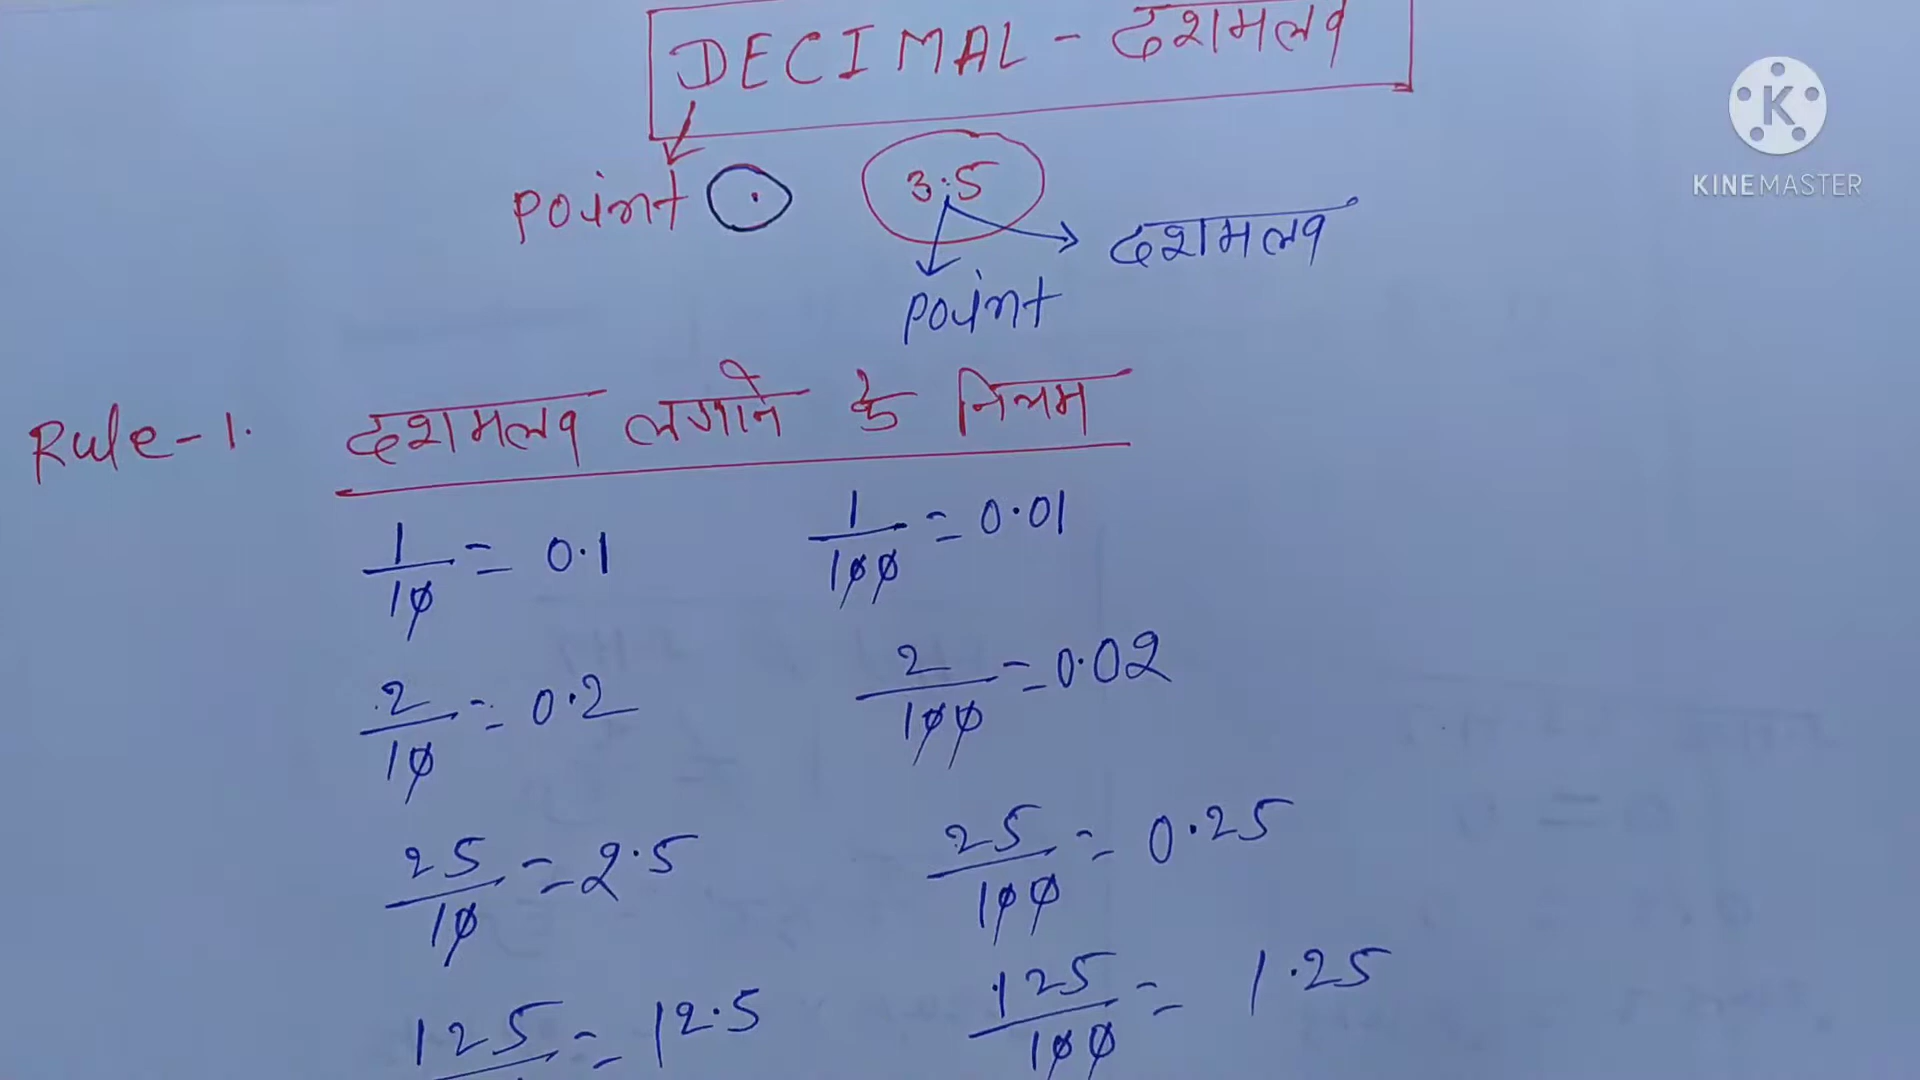 DECIMAL - दशमलव
Point . 3.5
दशमलव
Point
Rule-1. दशमलव लगाने के नियम
1/10 = 0.1
1/100 = 0.01
2/10 = 0.2
2/100 = 0.02
25/10 = 2.5
25/100 = 0.25
125 = 12.5
125/100 = 1.25
K
KINEMASTER